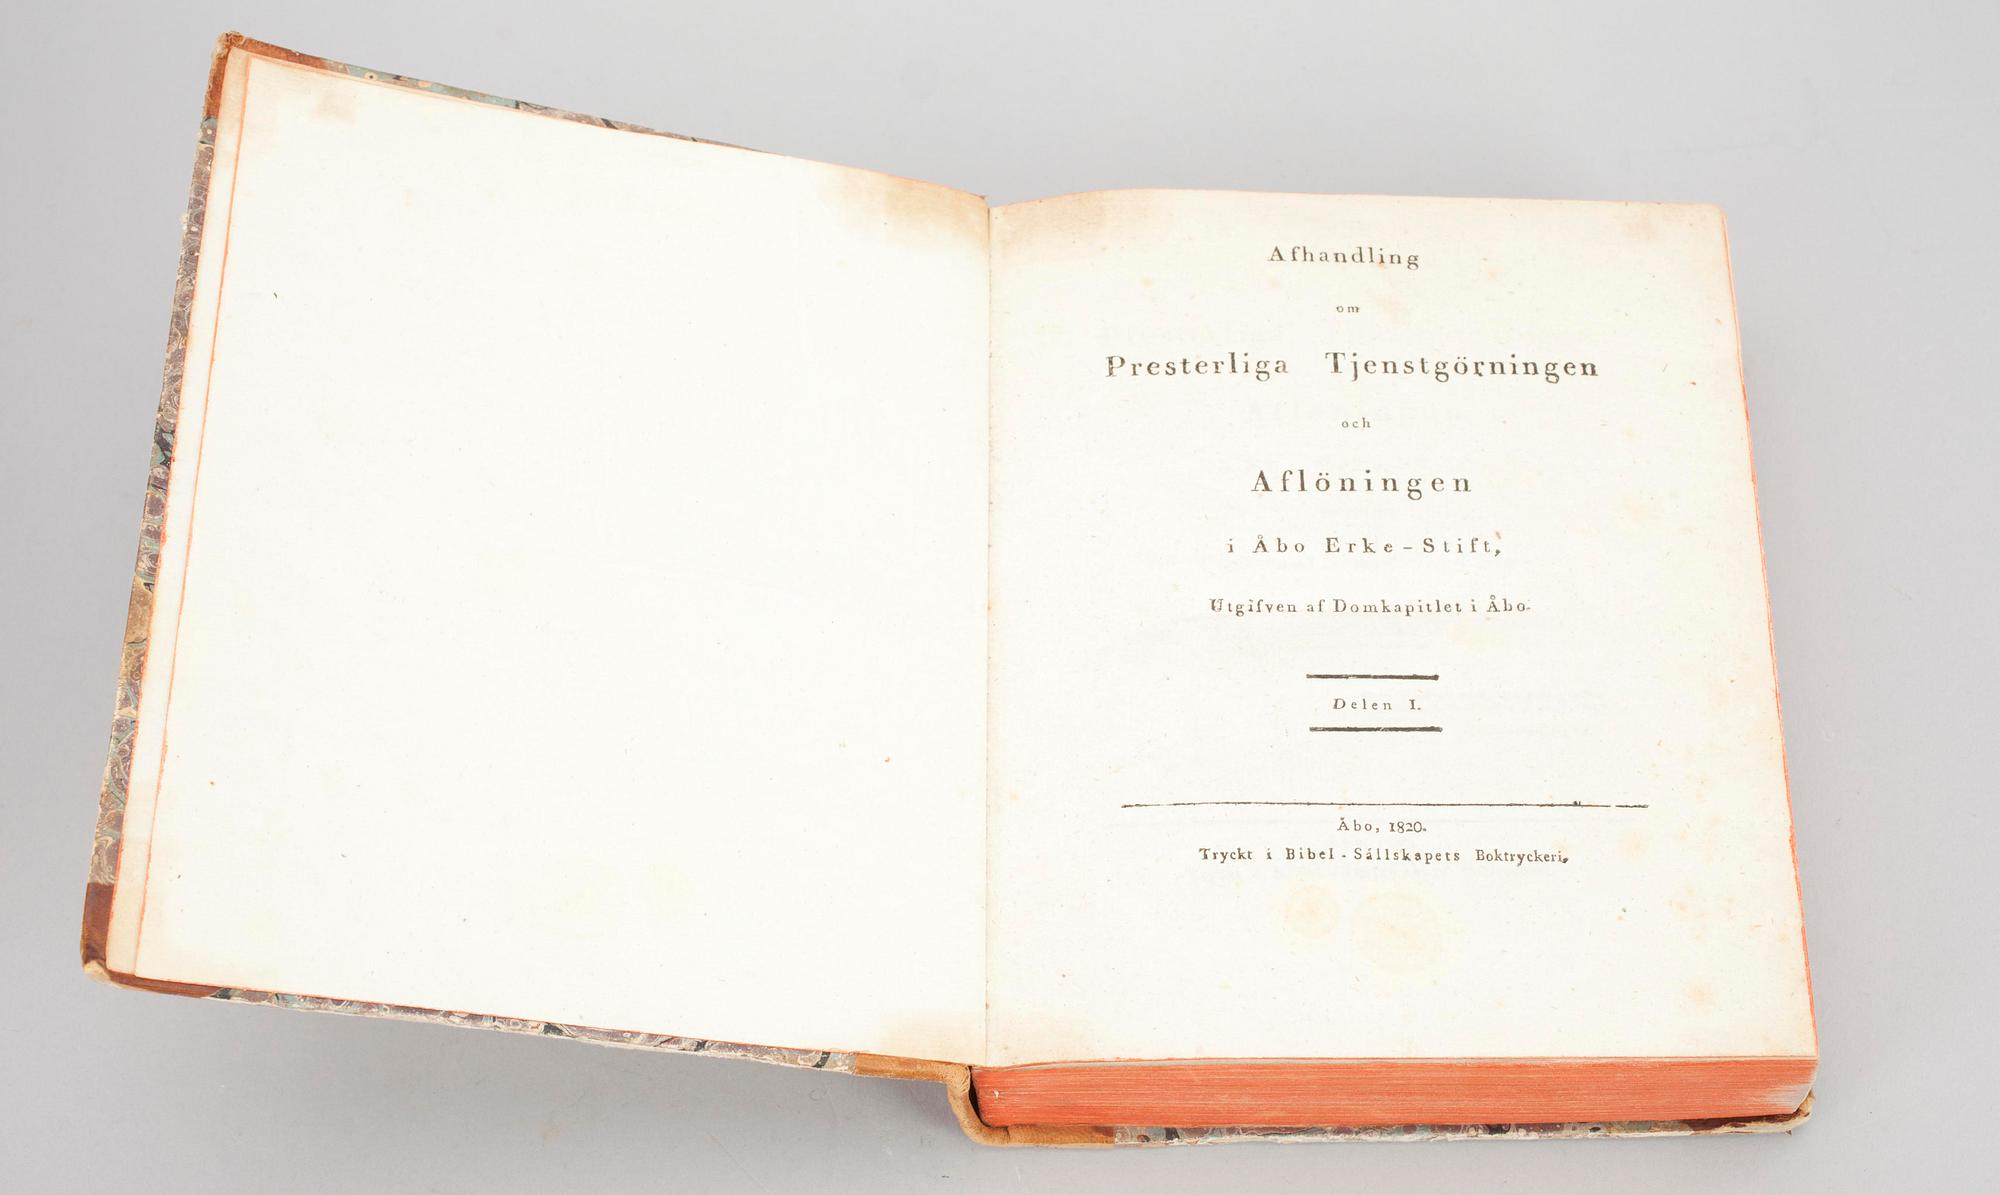 Afhandling
om
Presterliga Tjenstgörningen
och
Aflöningen
i Åbo Erke-Stift,
Utgifven af Domkapitlet i Åbo.
Delen I.
Åbo, 1820.
Tryckt i Bibel-Sällskapets Boktryckeri,